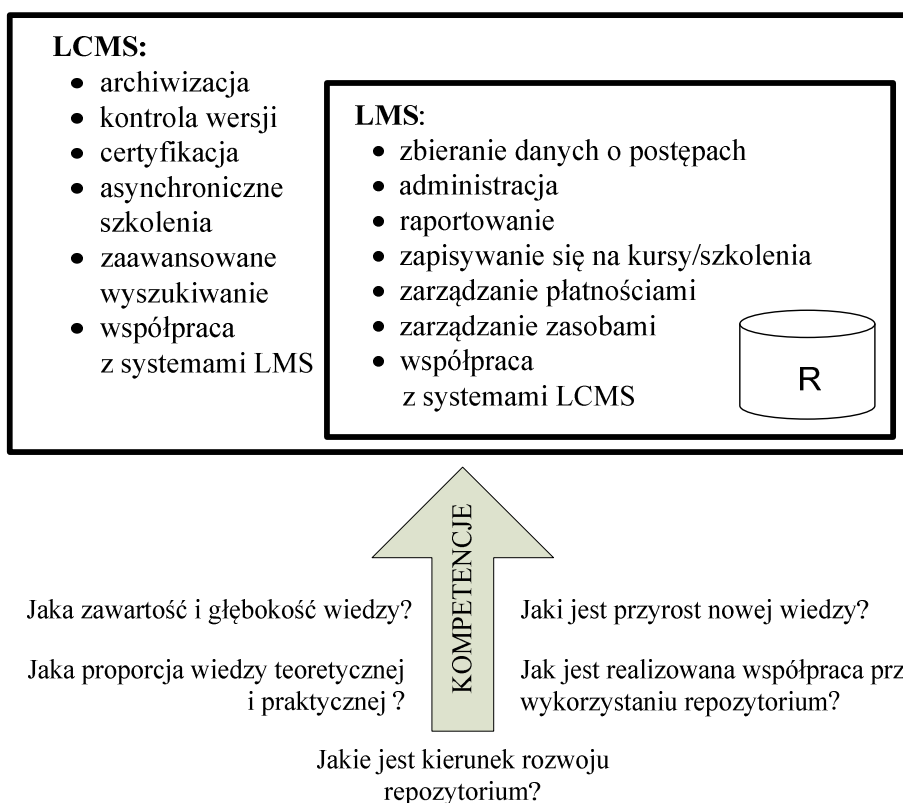 LCMS:
• archiwizacja
• kontrola wersji
• certyfikacja
• asynchroniczne
szkolenia
• zaawansowane
wyszukiwanie
• współpraca
z systemami LMS
LMS:
• zbieranie danych o postępach
• administracja
• raportowanie
• zapisywanie się na kursy/szkolenia
• zarządzanie płatnościami
• zarządzanie zasobami
• współpraca
z systemami LCMS
R
KOMPETENCJE
Jaka zawartość i głębokość wiedzy?
Jaka proporcja wiedzy teoretycznej
i praktycznej ?
Jaki jest przyrost nowej wiedzy?
Jak jest realizowana współpraca prz
wykorzystaniu repozytorium?
Jakie jest kierunek rozwoju
repozytorium?